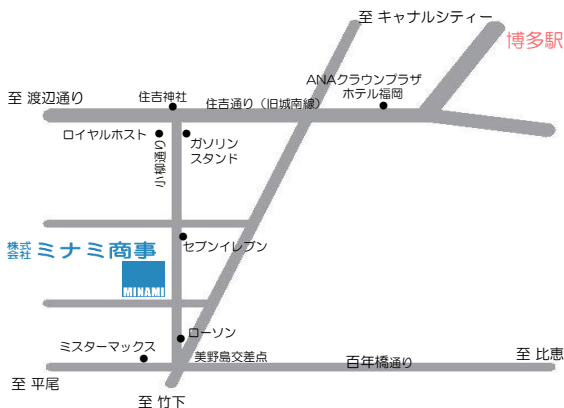 至 キャナルシティー
博多駅
ANAクラウンプラザ
ホテル福岡
至 渡辺通り
住吉神社
住吉通り（旧城南線）
ロイヤルホスト
ガソリン
スタンド
セブンイレブン
株式
会社
ミナミ商事
MINAMI
ローソン
ミスターマックス
美野島交差点
百年橋通り
至 比恵
至 平尾
至 竹下